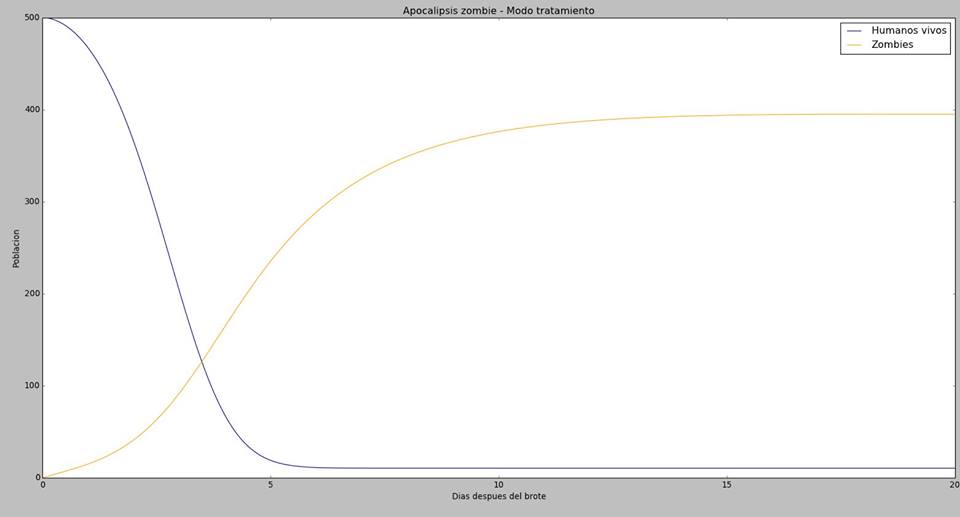 Apocalipsis zombie - Modo tratamiento
Humanos vivos
Zombies
500
400
300
200
100
0
Poblacion
0 5 10 15 20
Dias despues del brote